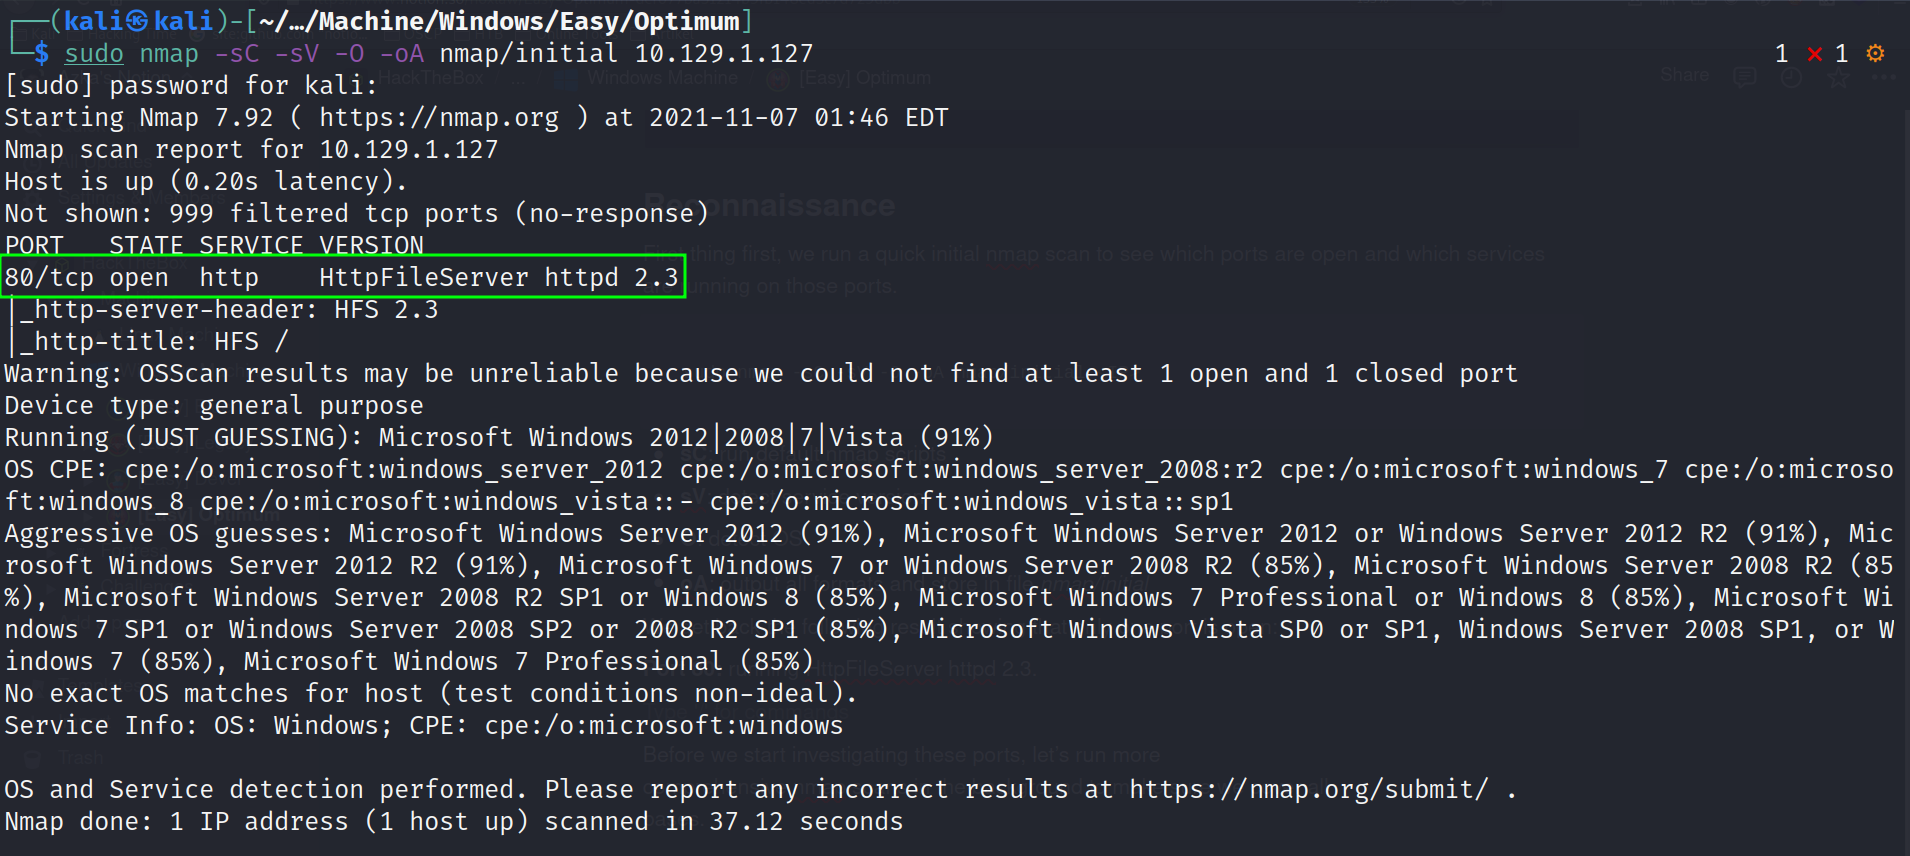 ┌──(kali㉿kali)-[~/…/Machine/Windows/Easy/Optimum]
└─$ sudo nmap -sC -sV -O -oA nmap/initial 10.129.1.127 1 ⨯ 1 ⚙
[sudo] password for kali:
Starting Nmap 7.92 ( https://nmap.org ) at 2021-11-07 01:46 EDT
Nmap scan report for 10.129.1.127
Host is up (0.20s latency).
Not shown: 999 filtered tcp ports (no-response)
PORT   STATE SERVICE VERSION
80/tcp open  http    HttpFileServer httpd 2.3
|_http-server-header: HFS 2.3
|_http-title: HFS /
Warning: OSScan results may be unreliable because we could not find at least 1 open and 1 closed port
Device type: general purpose
Running (JUST GUESSING): Microsoft Windows 2012|2008|7|Vista (91%)
OS CPE: cpe:/o:microsoft:windows_server_2012 cpe:/o:microsoft:windows_server_2008:r2 cpe:/o:microsoft:windows_7 cpe:/o:microso
ft:windows_8 cpe:/o:microsoft:windows_vista::- cpe:/o:microsoft:windows_vista::sp1
Aggressive OS guesses: Microsoft Windows Server 2012 (91%), Microsoft Windows Server 2012 or Windows Server 2012 R2 (91%), Mic
rosoft Windows Server 2012 R2 (91%), Microsoft Windows 7 or Windows Server 2008 R2 (85%), Microsoft Windows Server 2008 R2 (85
%), Microsoft Windows Server 2008 R2 SP1 or Windows 8 (85%), Microsoft Windows 7 Professional or Windows 8 (85%), Microsoft Wi
ndows 7 SP1 or Windows Server 2008 SP2 or 2008 R2 SP1 (85%), Microsoft Windows Vista SP0 or SP1, Windows Server 2008 SP1, or W
indows 7 (85%), Microsoft Windows 7 Professional (85%)
No exact OS matches for host (test conditions non-ideal).
Service Info: OS: Windows; CPE: cpe:/o:microsoft:windows

OS and Service detection performed. Please report any incorrect results at https://nmap.org/submit/ .
Nmap done: 1 IP address (1 host up) scanned in 37.12 seconds